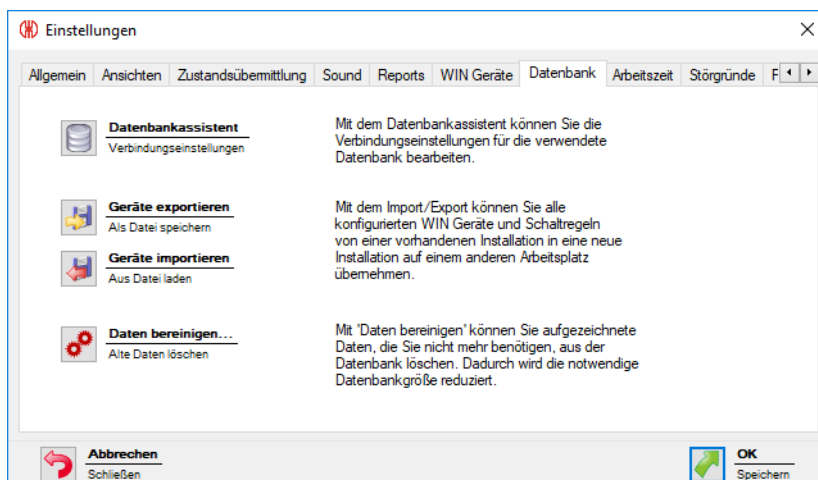 Einstellungen
Allgemein Ansichten Zustandsübermittlung Sound Reports WIN Geräte Datenbank Arbeitszeit Störgründe F
Datenbankassistent
Verbindungseinstellungen
Mit dem Datenbankassistent können Sie die
Verbindungseinstellungen für die verwendete
Datenbank bearbeiten.
Geräte exportieren
Als Datei speichern
Geräte importieren
Aus Datei laden
Mit dem Import/Export können Sie alle
konfigurierten WIN Geräte und Schaltregeln
von einer vorhandenen Installation in eine neue
Installation auf einem anderen Arbeitsplatz
übernehmen.
Daten bereinigen...
Alte Daten löschen
Mit 'Daten bereinigen' können Sie aufgezeichnete
Daten, die Sie nicht mehr benötigen, aus der
Datenbank löschen. Dadurch wird die notwendige
Datenbankgröße reduziert.
Abbrechen
Schließen
OK
Speichern